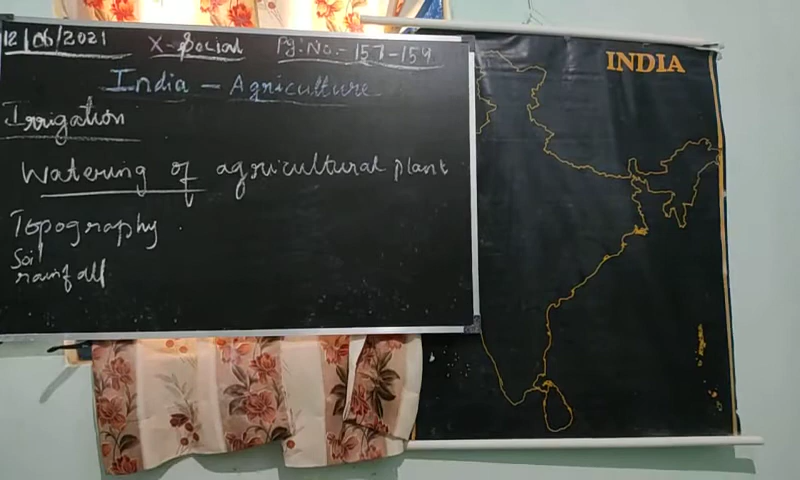 12/06/2021 X-Social Pg: No. - 157-159
India - Agriculture
Irrigation
Watering of agricultural plant
Topography
Soil
rainfall
INDIA